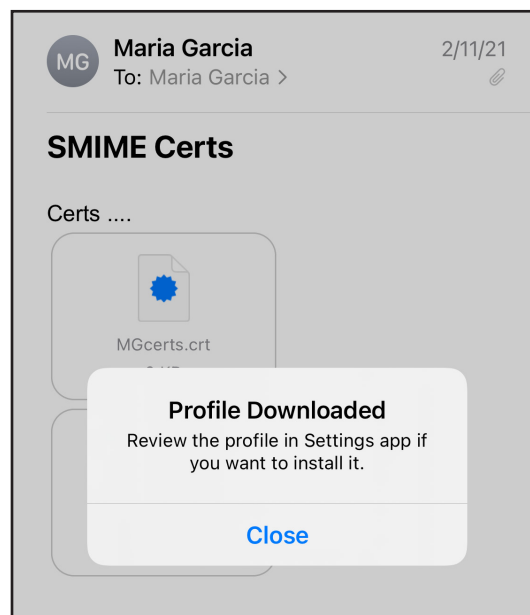 MG
Maria Garcia
2/11/21
To: Maria Garcia >
SMIME Certs
Certs ....
MGcerts.crt
Profile Downloaded
Review the profile in Settings app if
you want to install it.
Close